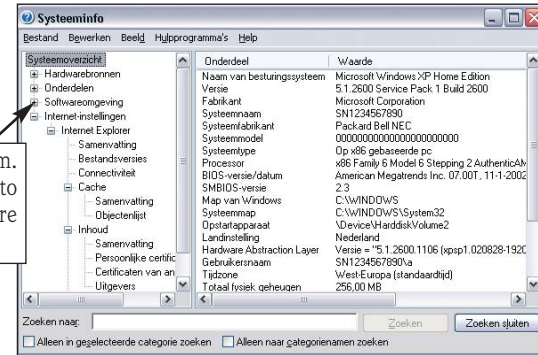 Systeeminfo
Bestand Bewerken Beeld Hulpprogramma's Help
Systeemoverzicht
Hardwarebronnen
Onderdelen
Softwareomgeving
Internet-instellingen
Internet Explorer
Samenvatting
Bestandsversies
Connectiviteit
Cache
Samenvatting
Objectenlijst
Inhoud
Samenvatting
Persoonlijke certific
Certificaten van an
Uitgevers
Onderdeel Waarde
Naam van besturingssysteem Microsoft Windows XP Home Edition
Versie 5.1.2600 Service Pack 1 Build 2600
Fabrikant Microsoft Corporation
Systeemnaam SN1234567890
Systeemfabrikant Packard Bell NEC
Systeemmodel 00000000000000000000000
Systeemtype Op x86 gebaseerde pc
Processor x86 Family 6 Model 6 Stepping 2 AuthenticAM
BIOS-versie/datum American Megatrends Inc. 07.00T, 11-1-2002
SMBIOS-versie 2.3
Map van Windows C:\WINDOWS
Systeemmap C:\WINDOWS\System32
Opstartapparaat \Device\HarddiskVolume2
Landinstelling Nederland
Hardware Abstraction Layer Versie = "5.1.2600.1106 (xpsp1.020828-1920
Gebruikersnaam SN1234567890\a
Tijdzone West-Europa (standaardtijd)
Totaal fysiek geheugen 256,00 MB
m.
to
re
Zoeken naar:
Zoeken
Zoeken sluiten
Alleen in geselecteerde categorie zoeken Alleen naar categorienamen zoeken